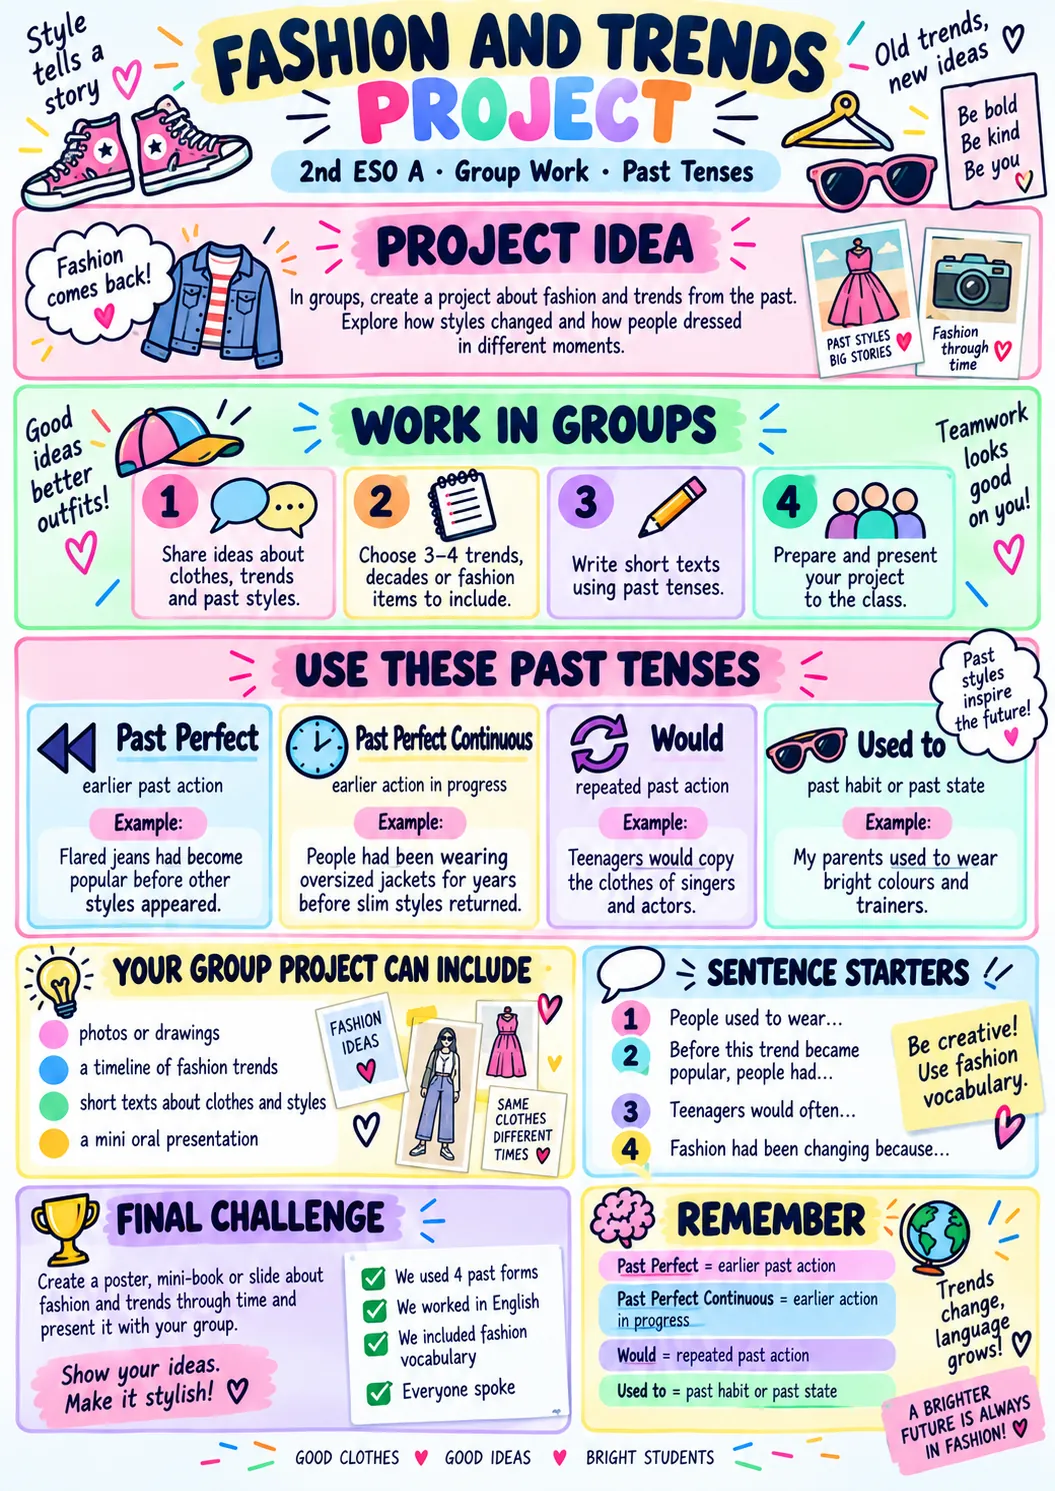 Style
tells a
story
FASHION AND TRENDS
PROJECT
2nd ESO A · Group Work · Past Tenses
Old trends,
new ideas
Be bold
Be kind
Be you
Fashion
comes back!
PROJECT IDEA
In groups, create a project about fashion and trends from the past.
Explore how styles changed and how people dressed
in different moments.
PAST STYLES
BIG STORIES
Fashion
through
time
Good
ideas
better
outfits!
WORK IN GROUPS
Teamwork
looks
good
on you!
1
Share ideas about
clothes, trends
and past styles.
2
Choose 3–4 trends,
decades or fashion
items to include.
3
Write short texts
using past tenses.
4
Prepare and present
your project
to the class.
USE THESE PAST TENSES
Past
styles
inspire
the future!
Past Perfect
earlier past action
Example:
Flared jeans had become
popular before other
styles appeared.
Past Perfect Continuous
earlier action in progress
Example:
People had been wearing
oversized jackets for years
before slim styles returned.
Would
repeated past action
Example:
Teenagers would copy
the clothes of singers
and actors.
Used to
past habit or past state
Example:
My parents used to wear
bright colours and
trainers.
YOUR GROUP PROJECT CAN INCLUDE
photos or drawings
a timeline of fashion trends
short texts about clothes and styles
a mini oral presentation
FASHION
IDEAS
SAME
CLOTHES
DIFFERENT
TIMES
SENTENCE STARTERS
1 People used to wear...
2 Before this trend became
popular, people had...
3 Teenagers would often...
4 Fashion had been changing because...
Be creative!
Use fashion
vocabulary.
FINAL CHALLENGE
Create a poster, mini-book or slide about
fashion and trends through time and
present it with your group.
Show your ideas.
Make it stylish!
We used 4 past forms
We worked in English
We included fashion
vocabulary
Everyone spoke
REMEMBER
Past Perfect = earlier past action
Past Perfect Continuous = earlier action
in progress
Would = repeated past action
Used to = past habit or past state
Trends
change,
language
grows!
A BRIGHTER
FUTURE IS ALWAYS
IN FASHION!
GOOD CLOTHES GOOD IDEAS BRIGHT STUDENTS